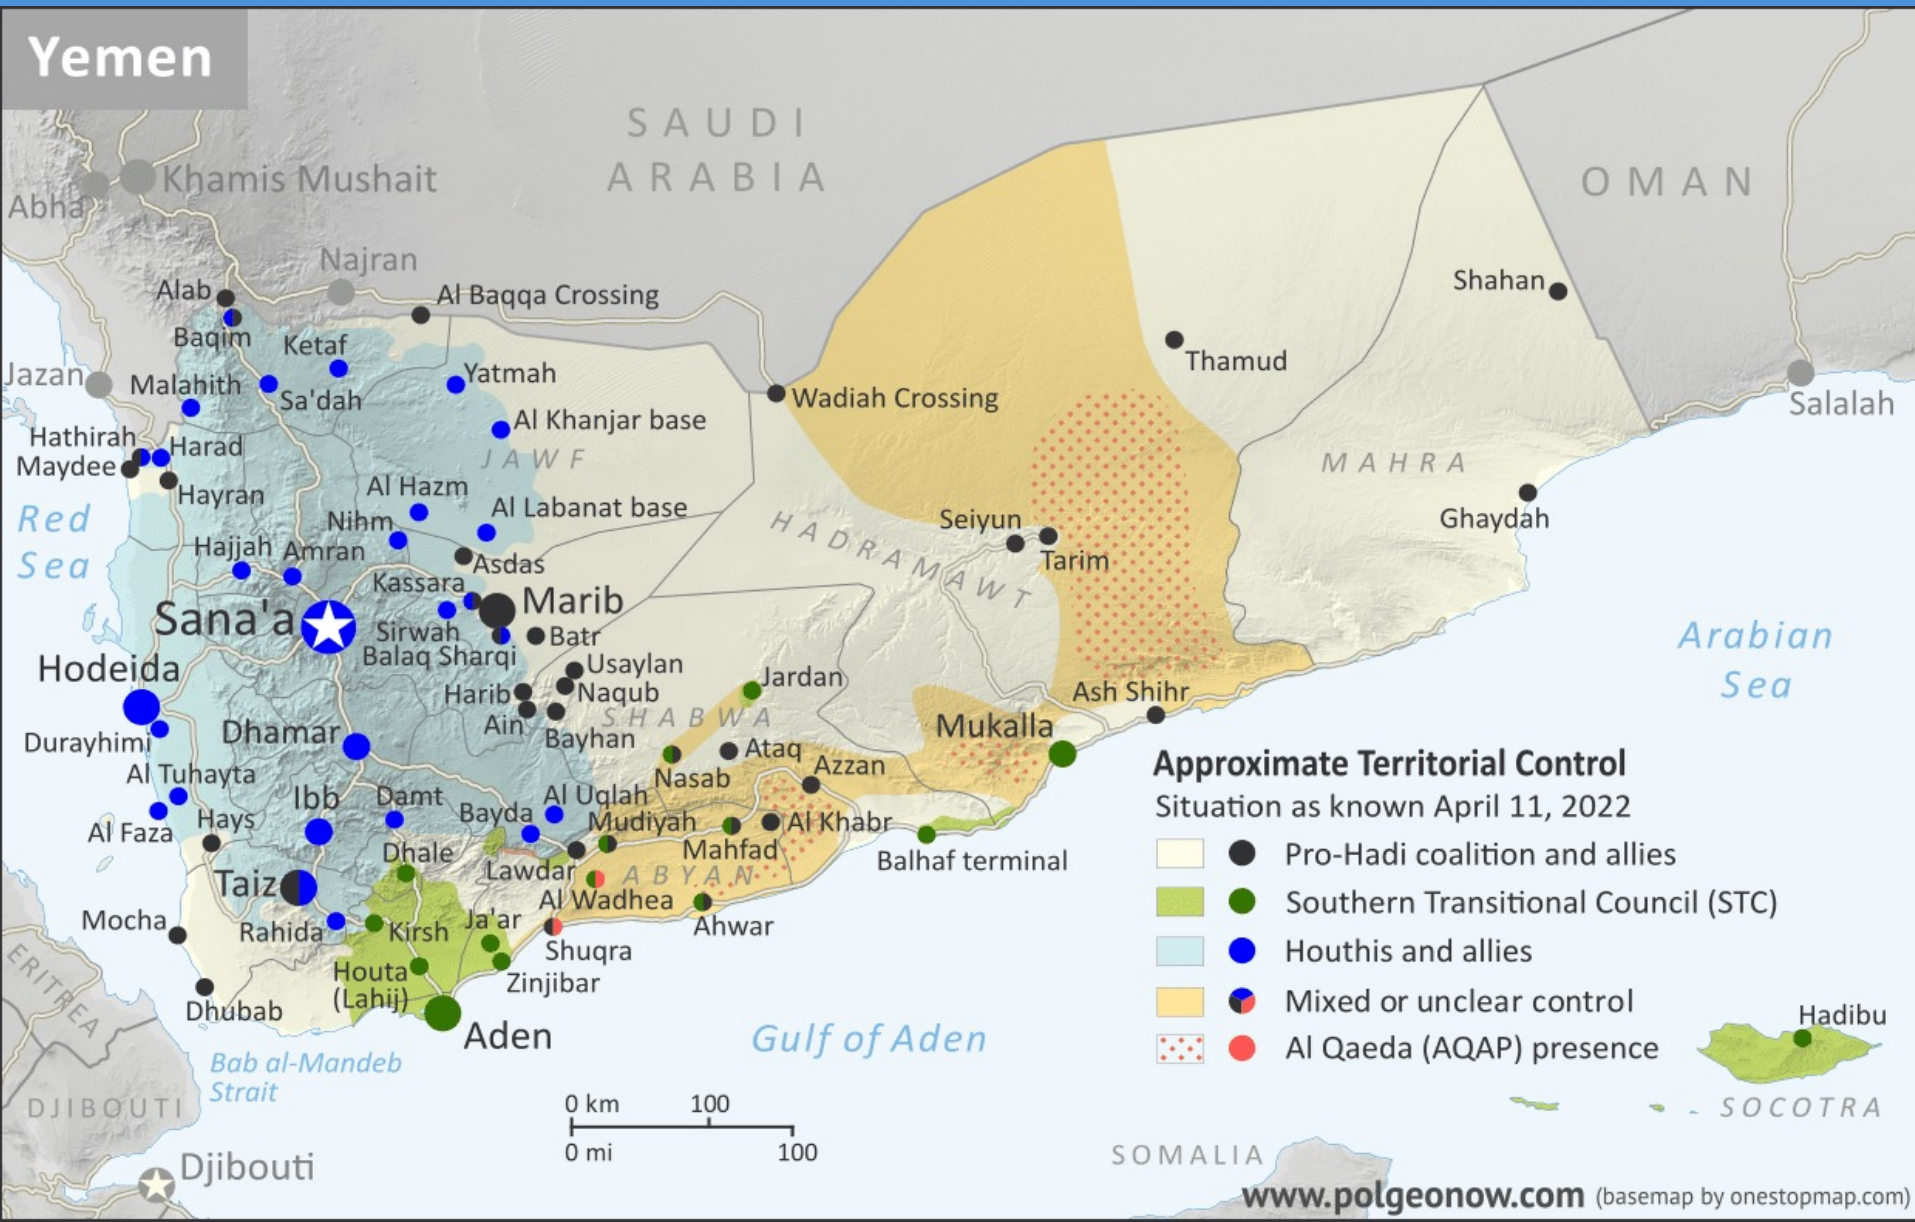 Yemen
SAUDI
ARABIA
OMAN
Khamis Mushait
Abha
Najran
Alab
Al Baqqa Crossing
Baqim
Ketaf
Shahan
Jazan
Malahith
Sa'dah
Yatmah
Thamud
Wadiah Crossing
Salalah
Al Khanjar base
Hathirah
Harad
Maydee
JAWF
MAHRA
Hayran
Al Hazm
Red
Sea
Al Labanat base
Nihm
Seiyun
HADRAMAWT
Ghaydah
Hajjah
Amran
Asdas
Tarim
Kassara
Marib
Sana'a
Sirwah
Batr
Balaq Sharqi
Arabian
Sea
Hodeida
Usaylan
Jardan
Harib
Naqub
Ash Shihr
Ain
SHABWA
Bayhan
Mukalla
Durayhimi
Dhamar
Ataq
Nasab
Azzan
Al Tuhayta
Ibb
Damt
Al Uqlah
Bayda
Al Faza
Hays
Mudiyah
Al Khabr
Dhale
Mahfad
Lawdar
ABYAN
Balhaf terminal
Taiz
Al Wadhea
Mocha
Rahida
Kirsh
Ja'ar
Ahwar
Shuqra
Houta
(Lahij)
Zinjibar
ERITREA
Dhubab
Aden
Gulf of Aden
Bab al-Mandeb
Strait
DJIBOUTI
Djibouti
0 km 100
0 mi 100
Approximate Territorial Control
Situation as known April 11, 2022
Pro-Hadi coalition and allies
Southern Transitional Council (STC)
Houthis and allies
Mixed or unclear control
Al Qaeda (AQAP) presence
Hadibu
SOCOTRA
SOMALIA
www.polgeonow.com (basemap by onestopmap.com)